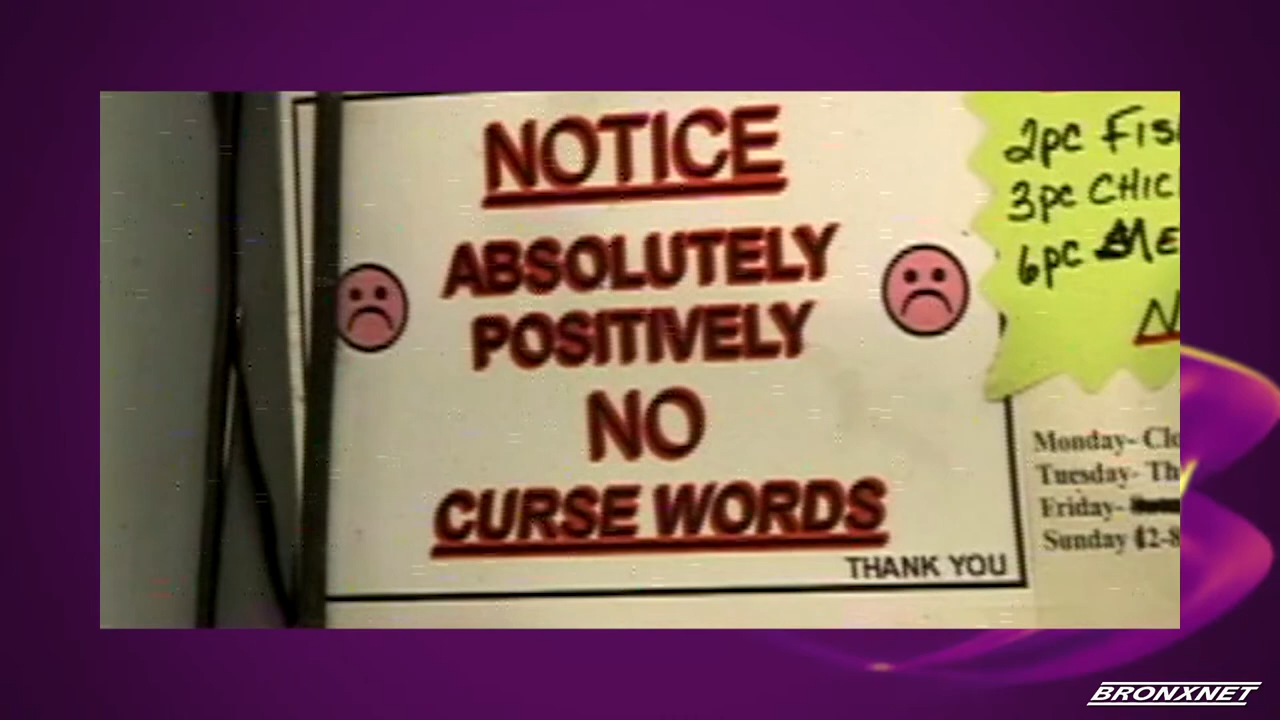 NOTICE
ABSOLUTELY
POSITIVELY
NO
CURSE WORDS
THANK YOU
2pc
3pc
6pc
Monday-
Tuesday-
Friday-
Sunday
BRONXNET